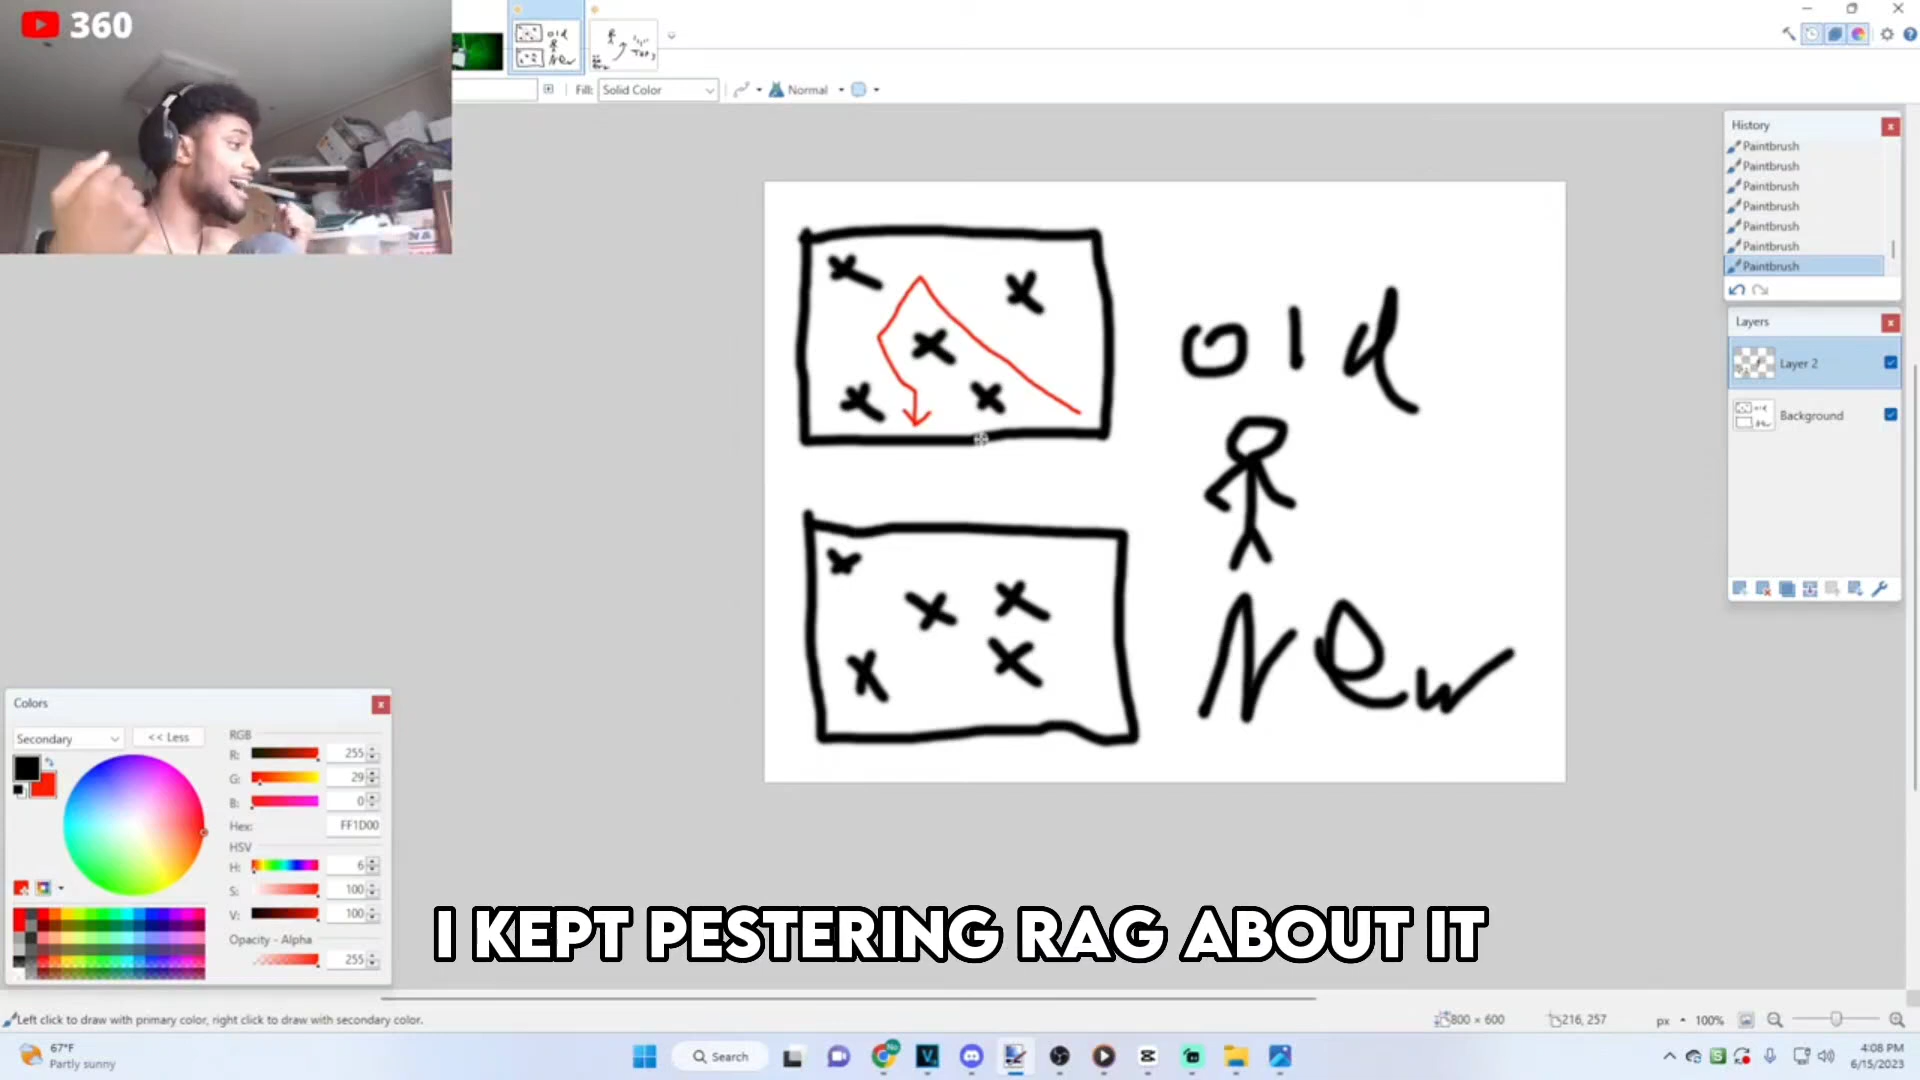 360
old
New
Fill:
Solid Color
Normal
History
Paintbrush
Paintbrush
Paintbrush
Paintbrush
Paintbrush
Paintbrush
Paintbrush
Layers
Layer 2
Background
old
New
Colors
Secondary
<< Less
RGB
R: 255
G: 29
B: 0
Hex: FF1D00
HSV
H: 6
S: 100
V: 100
Opacity - Alpha
255
I KEPT PESTERING RAG ABOUT IT
Left click to draw with primary color, right click to draw with secondary color.
800 × 600
216, 257
px
100%
67°F
Partly sunny
Search
4:08 PM
6/15/2023